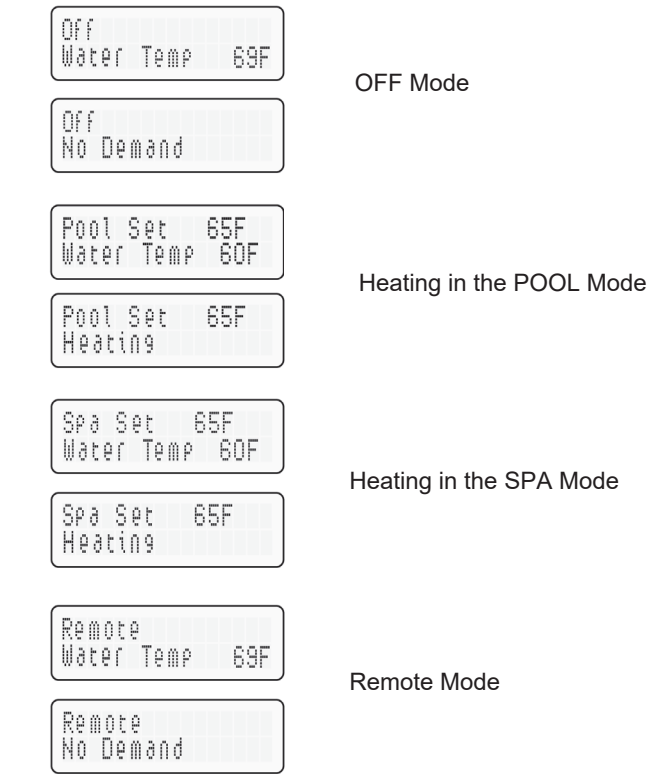 Off
Water Temp 69F
OFF Mode
Off
No Demand
Pool Set 65F
Water Temp 60F
Heating in the POOL Mode
Pool Set 65F
Heating
Spa Set 65F
Water Temp 60F
Heating in the SPA Mode
Spa Set 65F
Heating
Remote
Water Temp 69F
Remote Mode
Remote
No Demand